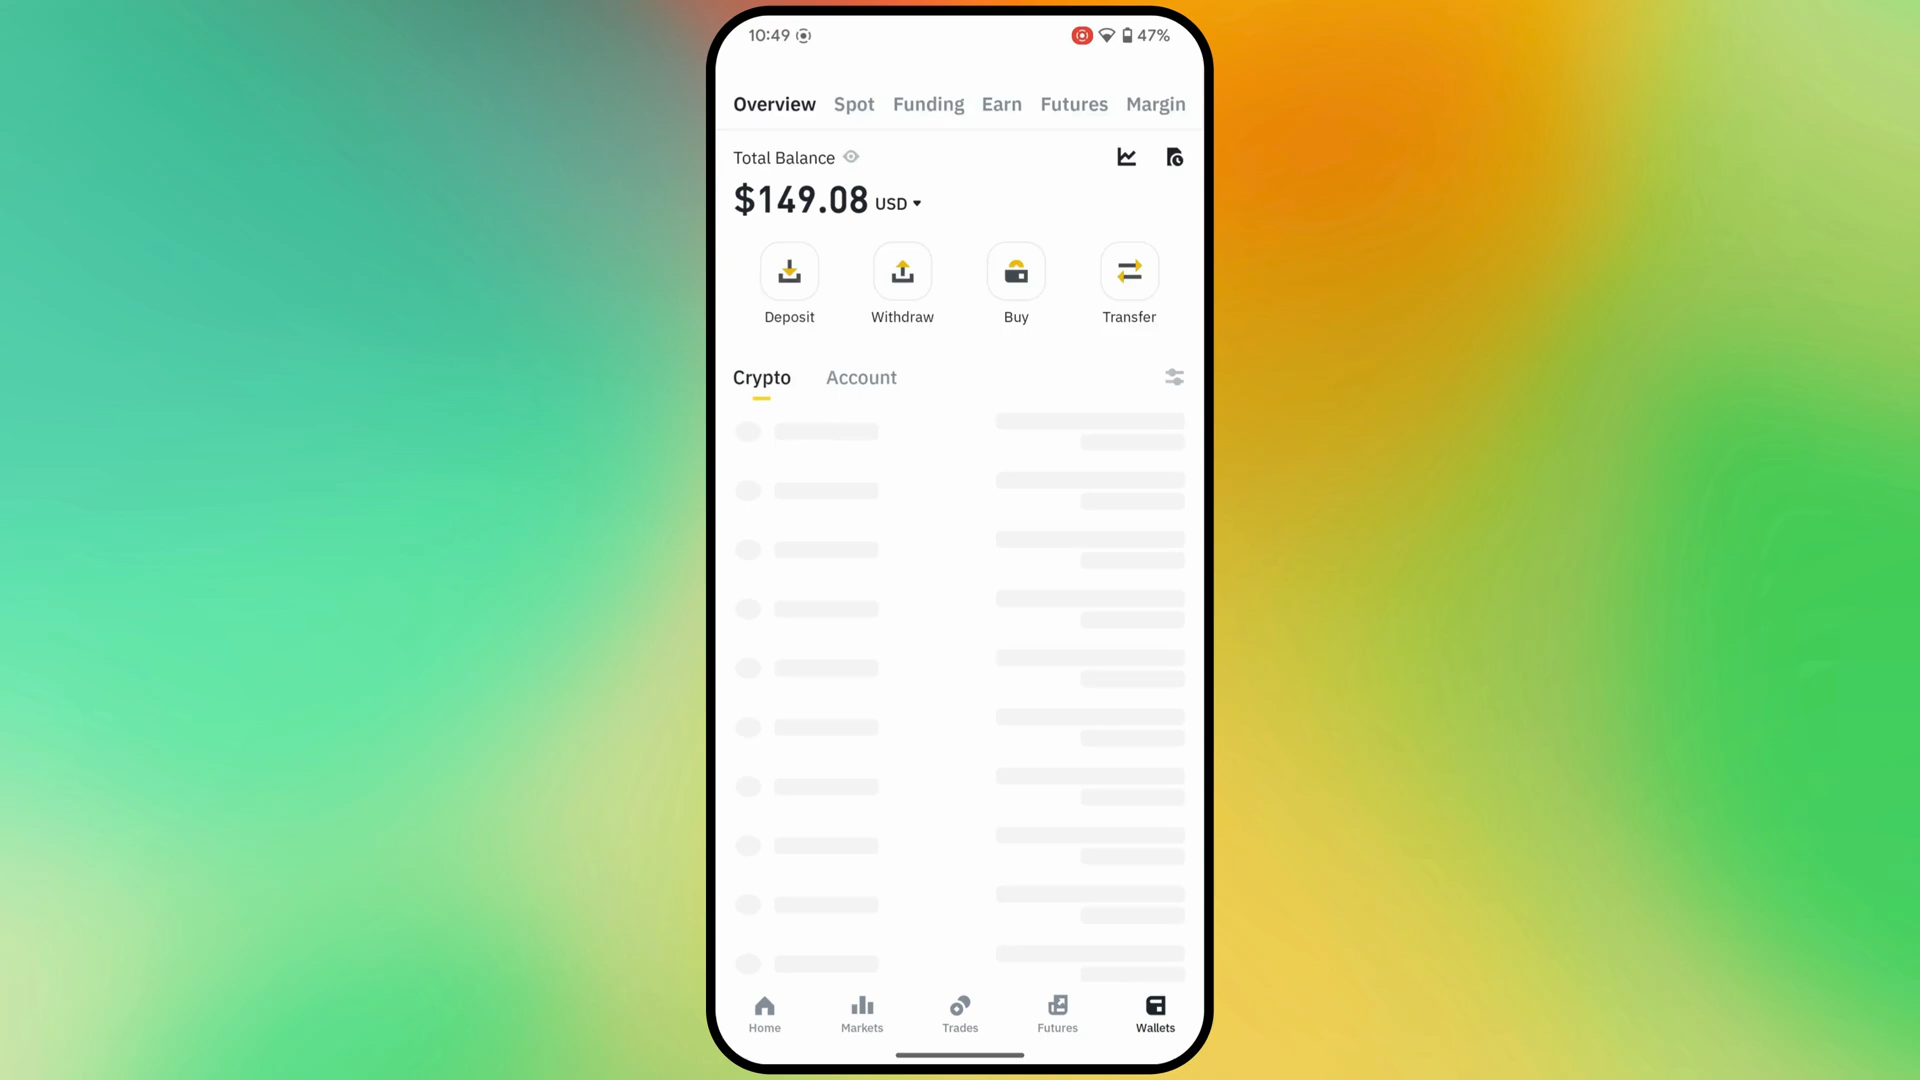 10:49 47%
Overview Spot Funding Earn Futures Margin
Total Balance
$149.08 USD
Deposit Withdraw Buy Transfer
Crypto Account
Home Markets Trades Futures Wallets